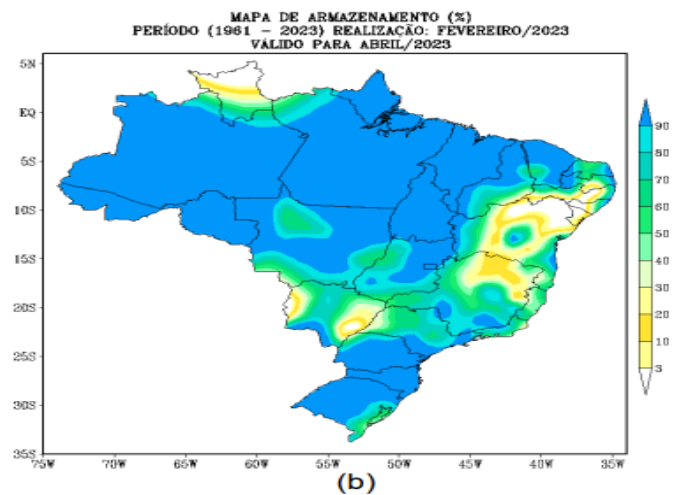 MAPA DE ARMAZENAMENTO (%)
PERÍODO (1961 – 2023) REALIZAÇÃO: FEVEREIRO/2023
VÁLIDO PARA ABRIL/2023
5N
EQ
5S
10S
15S
20S
25S
30S
35S
75W 70W 65W 60W 55W 50W 45W 40W 35W
90
80
70
60
50
40
30
20
10
3
(b)